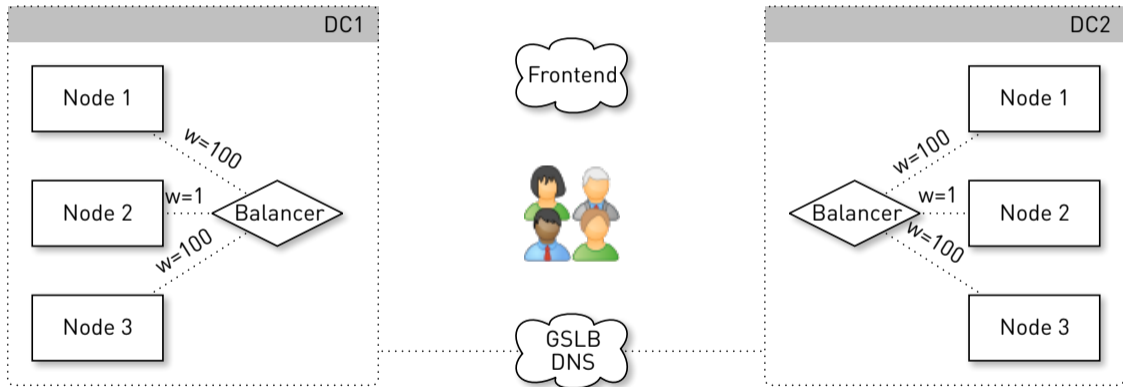 DC1
Node 1
w=100
Node 2
w=1
Balancer
w=100
Node 3
Frontend
GSLB
DNS
DC2
Node 1
w=100
Balancer
w=1
Node 2
w=100
Node 3